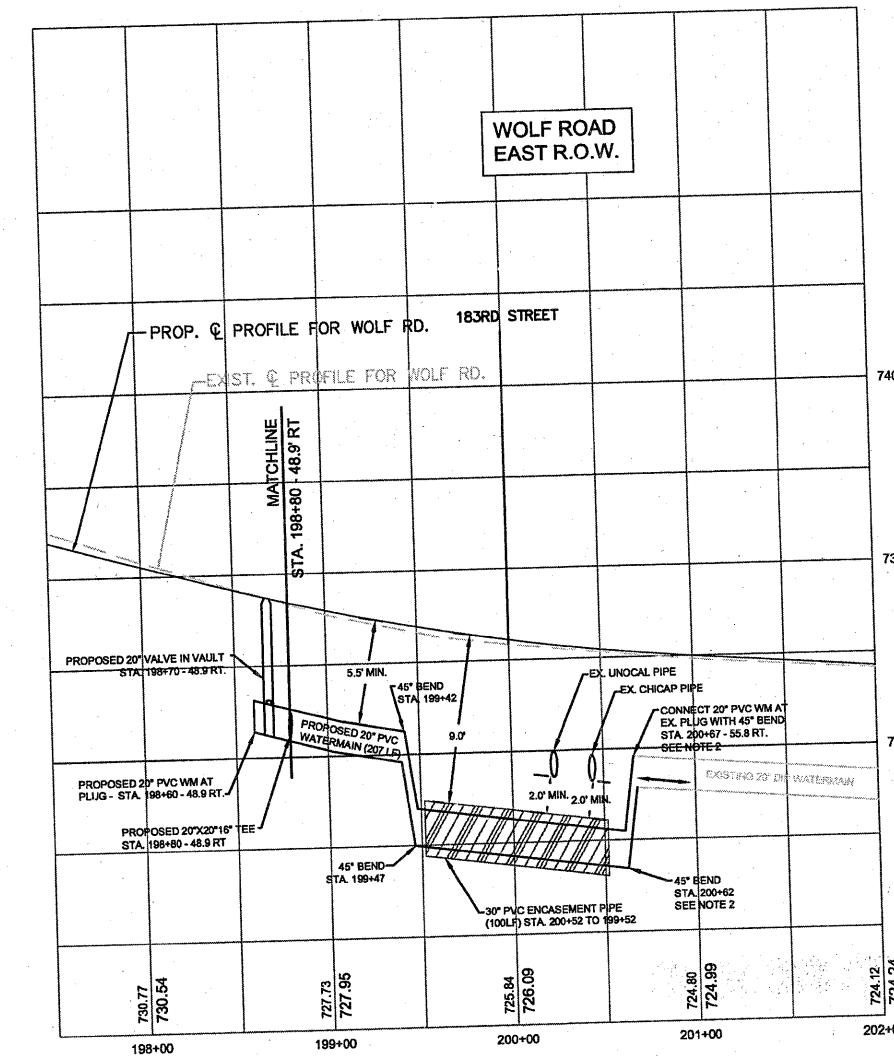 WOLF ROAD
EAST R.O.W.
PROP. ℄ PROFILE FOR WOLF RD.
183RD STREET
EXIST. ℄ PROFILE FOR WOLF RD.
740
MATCHLINE
STA. 198+80 - 48.9' RT
73
PROPOSED 20" VALVE IN VAULT
STA. 198+70 - 48.9 RT.
5.5' MIN.
45° BEND
STA. 199+42
9.0'
EX. UNOCAL PIPE
EX. CHICAP PIPE
CONNECT 20" PVC WM AT
EX. PLUG WITH 45° BEND
STA. 200+67 - 55.8 RT.
SEE NOTE 2
PROPOSED 20" PVC
WATERMAIN (207 LF)
7
EXISTING 20" DIP WATERMAIN
PROPOSED 20" PVC WM AT
PLUG - STA. 198+60 - 48.9 RT.
2.0' MIN.
2.0' MIN.
PROPOSED 20"X20"16" TEE
STA. 198+80 - 48.9 RT
45° BEND
STA. 199+47
45° BEND
STA. 200+62
SEE NOTE 2
30" PVC ENCASEMENT PIPE
(100LF) STA. 200+52 TO 199+52
730.77
730.54
727.73
727.95
725.84
726.09
724.80
724.99
724.12
724.24
198+00
199+00
200+00
201+00
202+0